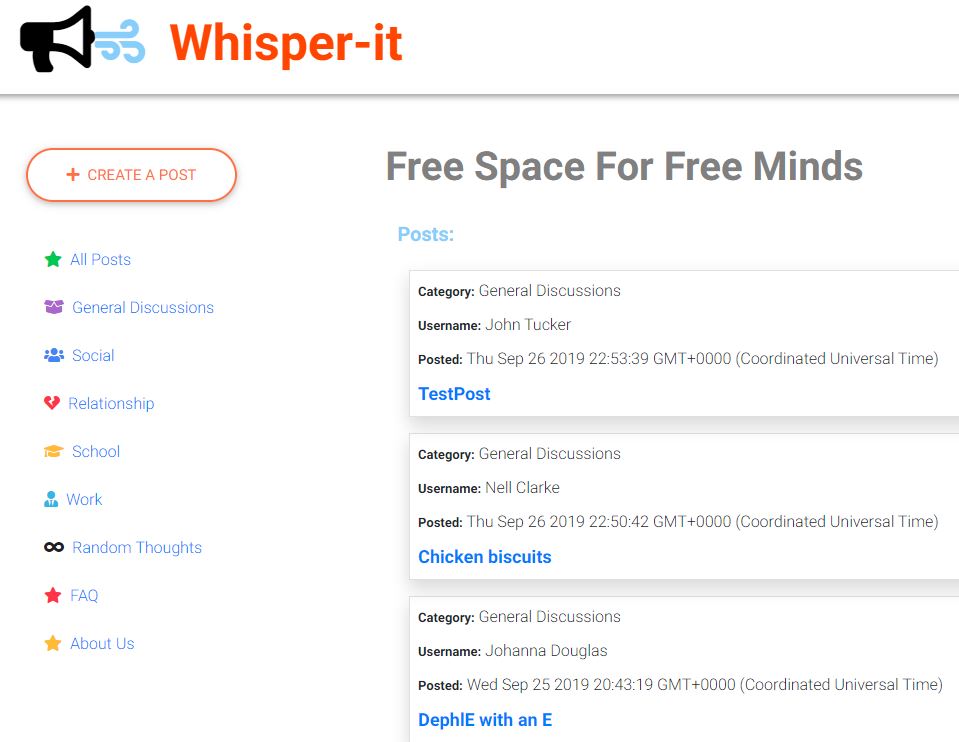 Whisper-it
CREATE A POST
All Posts
General Discussions
Social
Relationship
School
Work
Random Thoughts
FAQ
About Us
Free Space For Free Minds
Posts:
Category: General Discussions
Username: John Tucker
Posted: Thu Sep 26 2019 22:53:39 GMT+0000 (Coordinated Universal Time)
TestPost
Category: General Discussions
Username: Nell Clarke
Posted: Thu Sep 26 2019 22:50:42 GMT+0000 (Coordinated Universal Time)
Chicken biscuits
Category: General Discussions
Username: Johanna Douglas
Posted: Wed Sep 25 2019 20:43:19 GMT+0000 (Coordinated Universal Time)
DephlE with an E